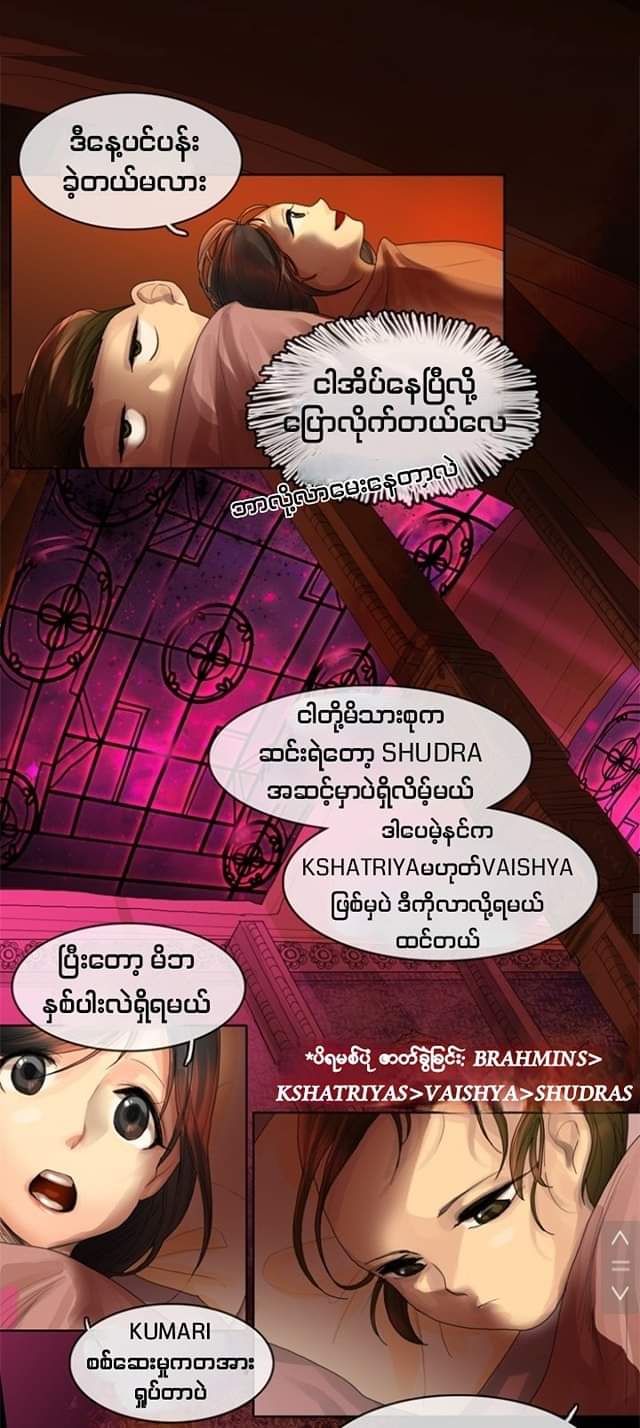 ဒီနေ့ပင်ပန်း
ခဲ့တယ်မလား
ငါအိပ်နေပြီလို့
ပြောလိုက်တယ်လေ
ဘာလို့လာမေးနေတာလဲ
ငါတို့မိသားစုက
ဆင်းရဲတော့ SHUDRA
အဆင့်မှာပဲရှိလိမ့်မယ်
ဒါပေမဲ့နင်က
KSHATRIYAမဟုတ်VAISHYA
ဖြစ်မှပဲ ဒီကိုလာလို့ရမယ်
ထင်တယ်
ပြီးတော့ မိဘ
နှစ်ပါးလဲရှိရမယ်
*ပိရမစ်ပုံ ဇာတ်ခွဲခြင်း: BRAHMINS>
KSHATRIYAS>VAISHYA>SHUDRAS
KUMARI
စစ်ဆေးမှုကတအား
ရှုပ်တာပဲ